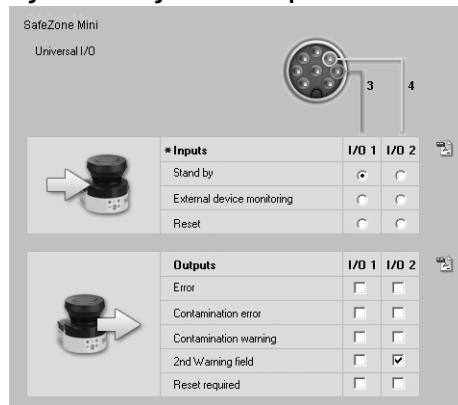 SafeZone Mini
Universal I/O
3 4
*Inputs I/O 1 I/O 2
Stand by
External device monitoring
Reset
Outputs I/O 1 I/O 2
Error
Contamination error
Contamination warning
2nd Warning field
Reset required